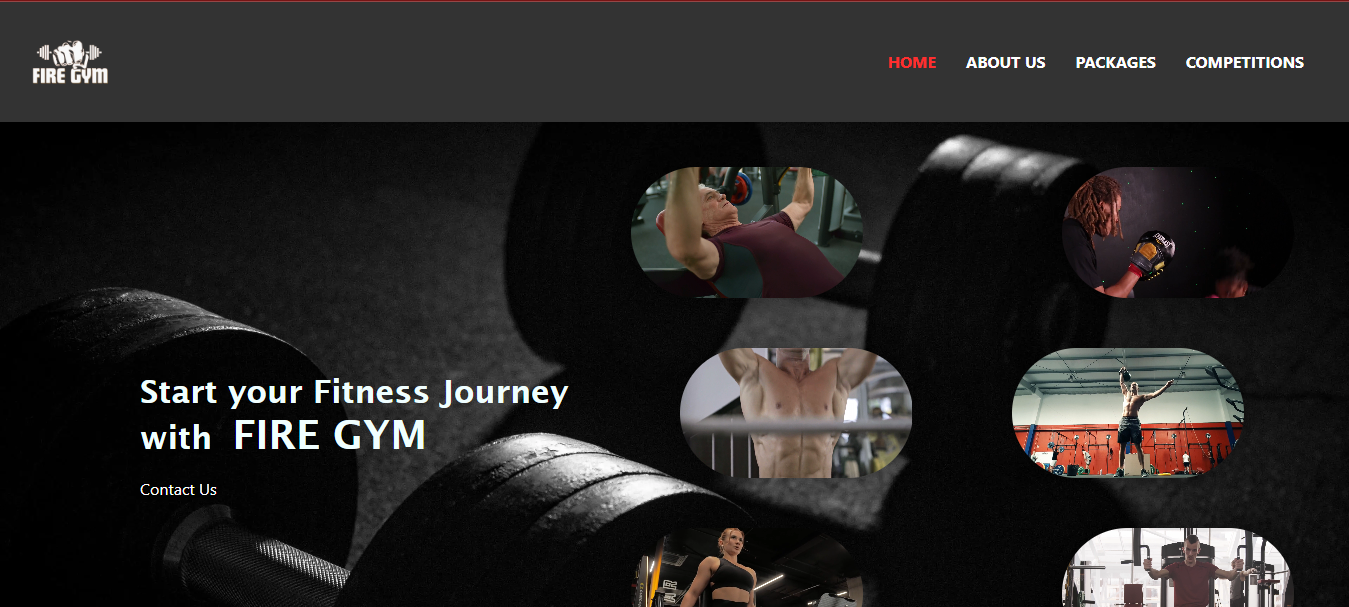 FIRE GYM
HOME ABOUT US PACKAGES COMPETITIONS
Start your Fitness Journey
with FIRE GYM
Contact Us